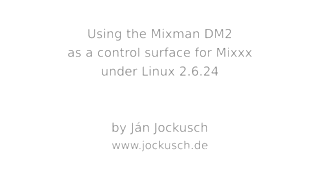 Using the Mixman DM2
as a control surface for Mixxx
under Linux 2.6.24
by Ján Jockusch
www.jockusch.de